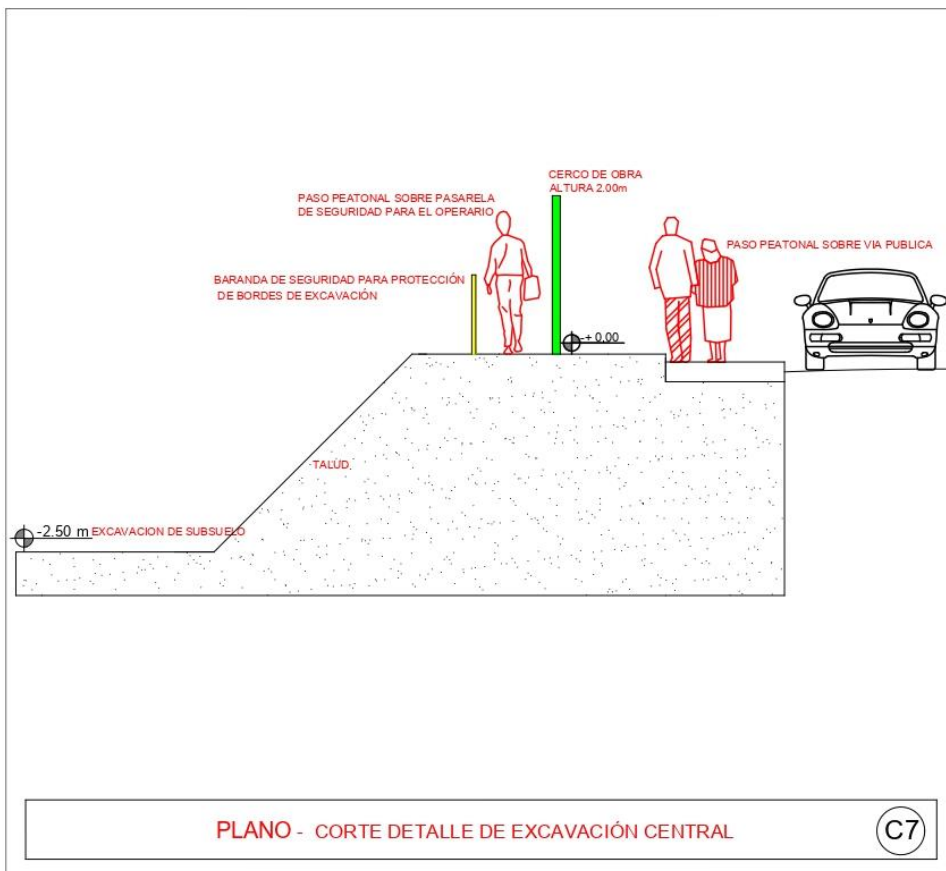 CERCO DE OBRA
ALTURA 2.00m
PASO PEATONAL SOBRE PASARELA
DE SEGURIDAD PARA EL OPERARIO
PASO PEATONAL SOBRE VIA PUBLICA
BARANDA DE SEGURIDAD PARA PROTECCIÓN
DE BORDES DE EXCAVACIÓN
-+ 0.00
TALUD
-2.50 m EXCAVACION DE SUBSUELO
PLANO - CORTE DETALLE DE EXCAVACIÓN CENTRAL
C7